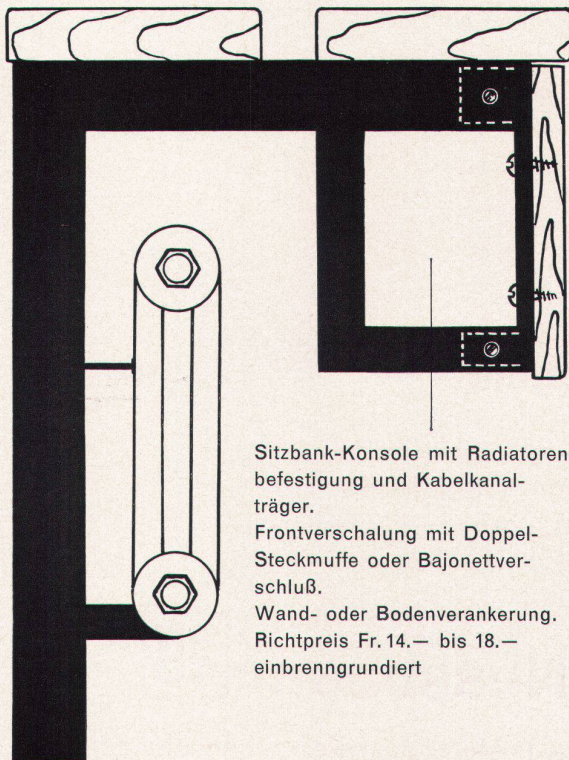 Sitzbank-Konsole mit Radiatoren
befestigung und Kabelkanal-
träger.
Frontverschalung mit Doppel-
Steckmuffe oder Bajonettver-
schluß.
Wand- oder Bodenverankerung.
Richtpreis Fr. 14.— bis 18.—
einbrenngrundiert